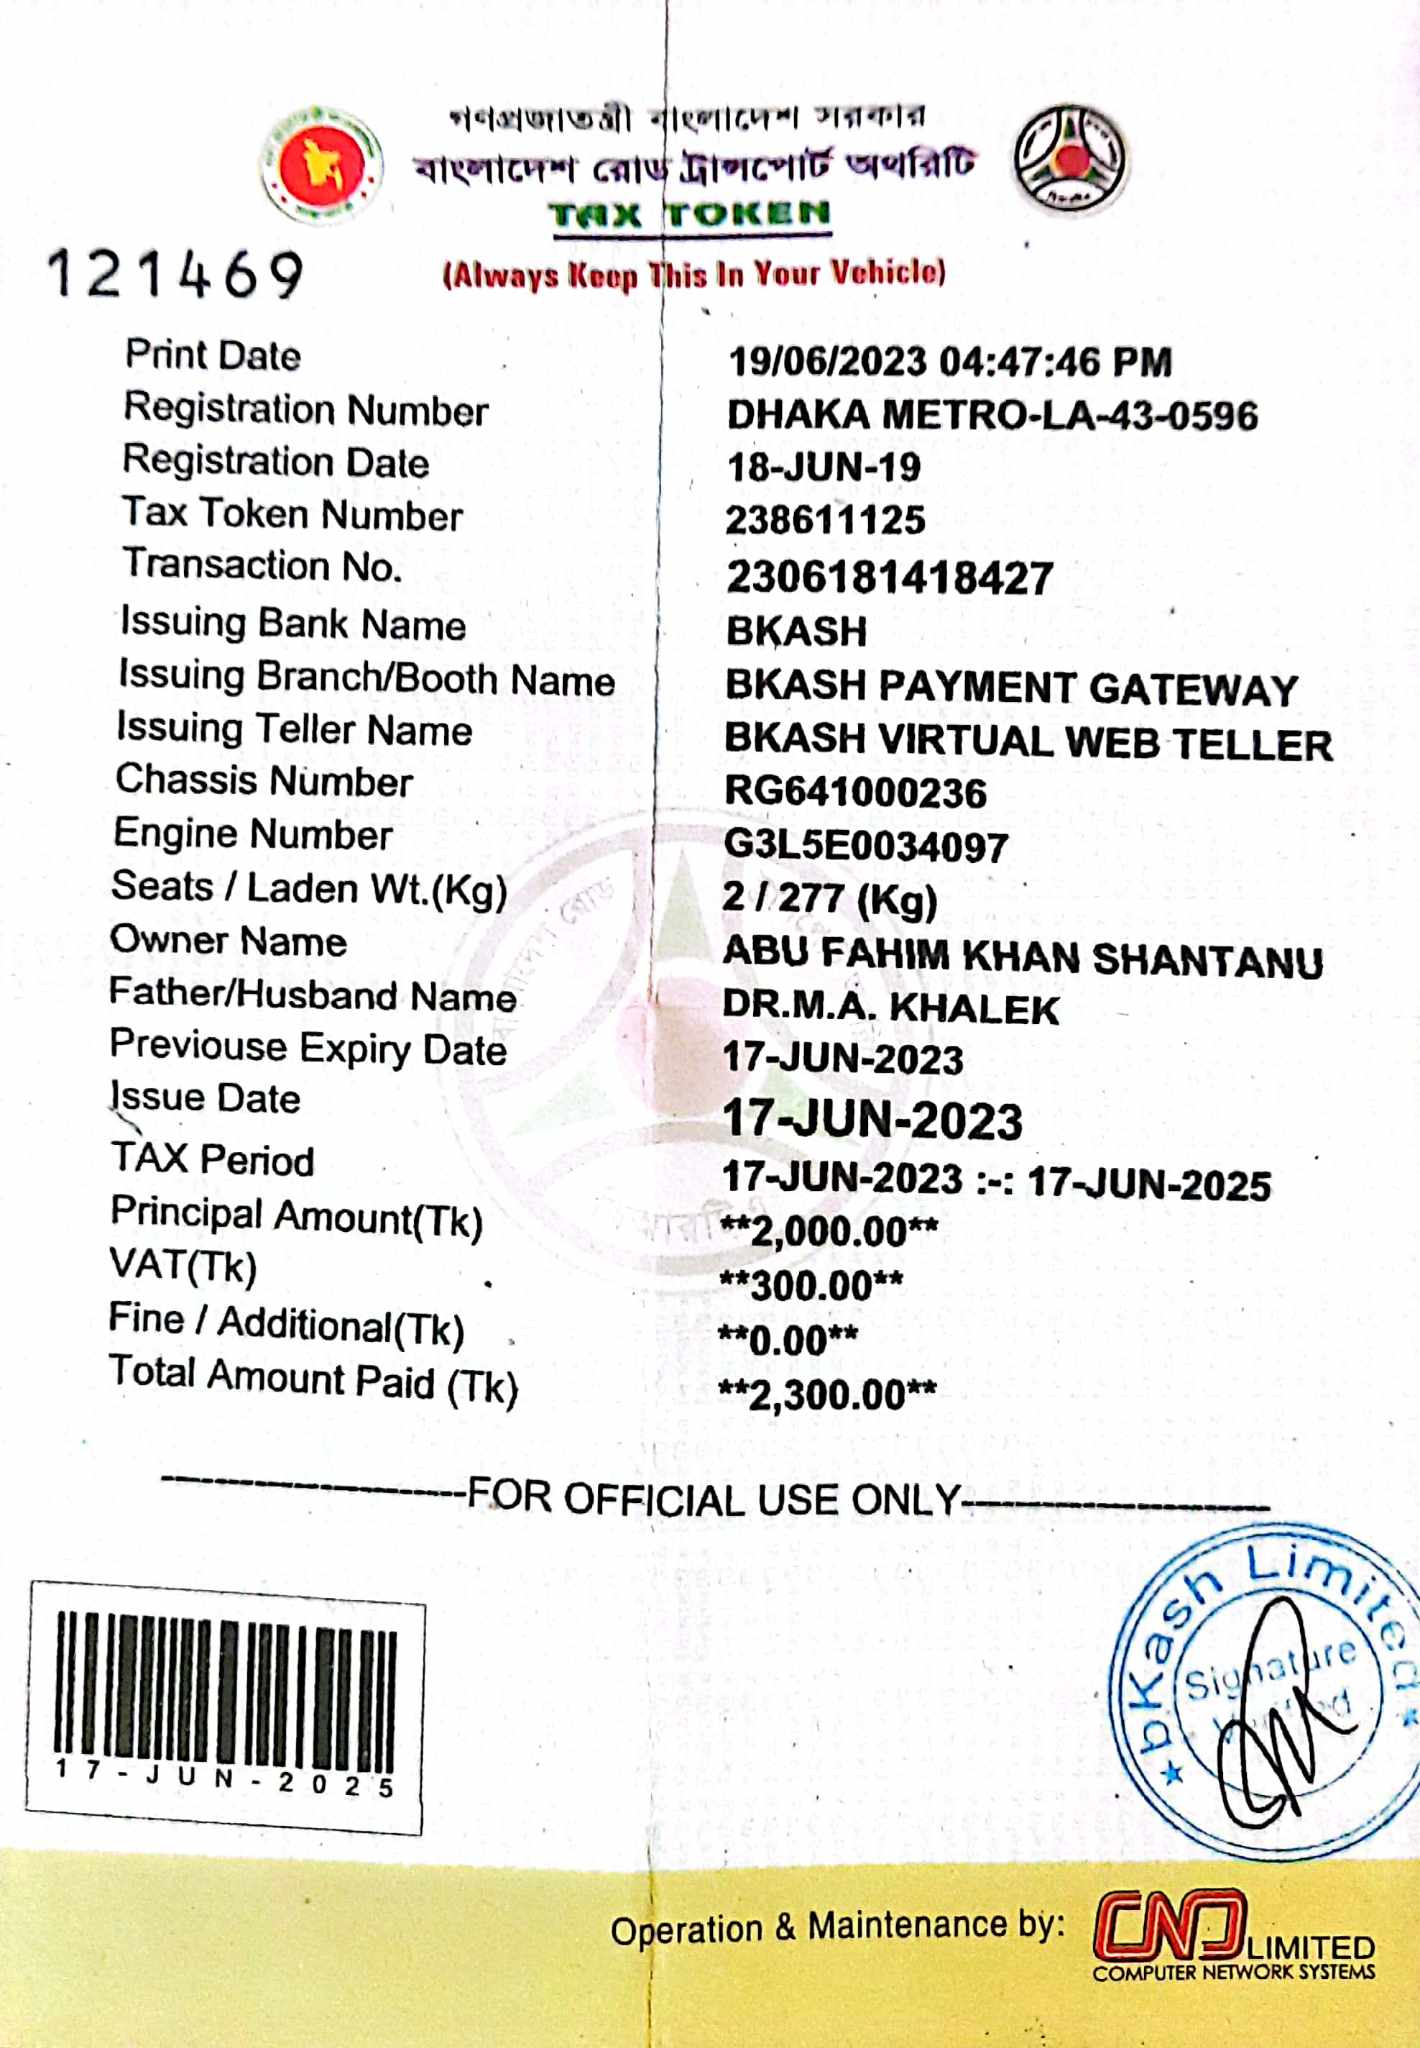 গণপ্রজাতন্ত্রী বাংলাদেশ সরকার
বাংলাদেশ রোড ট্রান্সপোর্ট অথরিটি
TAX TOKEN
121469
(Always Keep This In Your Vehicle)
Print Date 19/06/2023 04:47:46 PM
Registration Number DHAKA METRO-LA-43-0596
Registration Date 18-JUN-19
Tax Token Number 238611125
Transaction No. 2306181418427
Issuing Bank Name BKASH
Issuing Branch/Booth Name BKASH PAYMENT GATEWAY
Issuing Teller Name BKASH VIRTUAL WEB TELLER
Chassis Number RG641000236
Engine Number G3L5E0034097
Seats / Laden Wt.(Kg) 2 / 277 (Kg)
Owner Name ABU FAHIM KHAN SHANTANU
Father/Husband Name DR.M.A. KHALEK
Previouse Expiry Date 17-JUN-2023
Issue Date 17-JUN-2023
TAX Period 17-JUN-2023 :-: 17-JUN-2025
Principal Amount(Tk) **2,000.00**
VAT(Tk) **300.00**
Fine / Additional(Tk) **0.00**
Total Amount Paid (Tk) **2,300.00**
FOR OFFICIAL USE ONLY
17-JUN-2025
bKash Limited
Signature
Operation & Maintenance by:
CNS LIMITED
COMPUTER NETWORK SYSTEMS